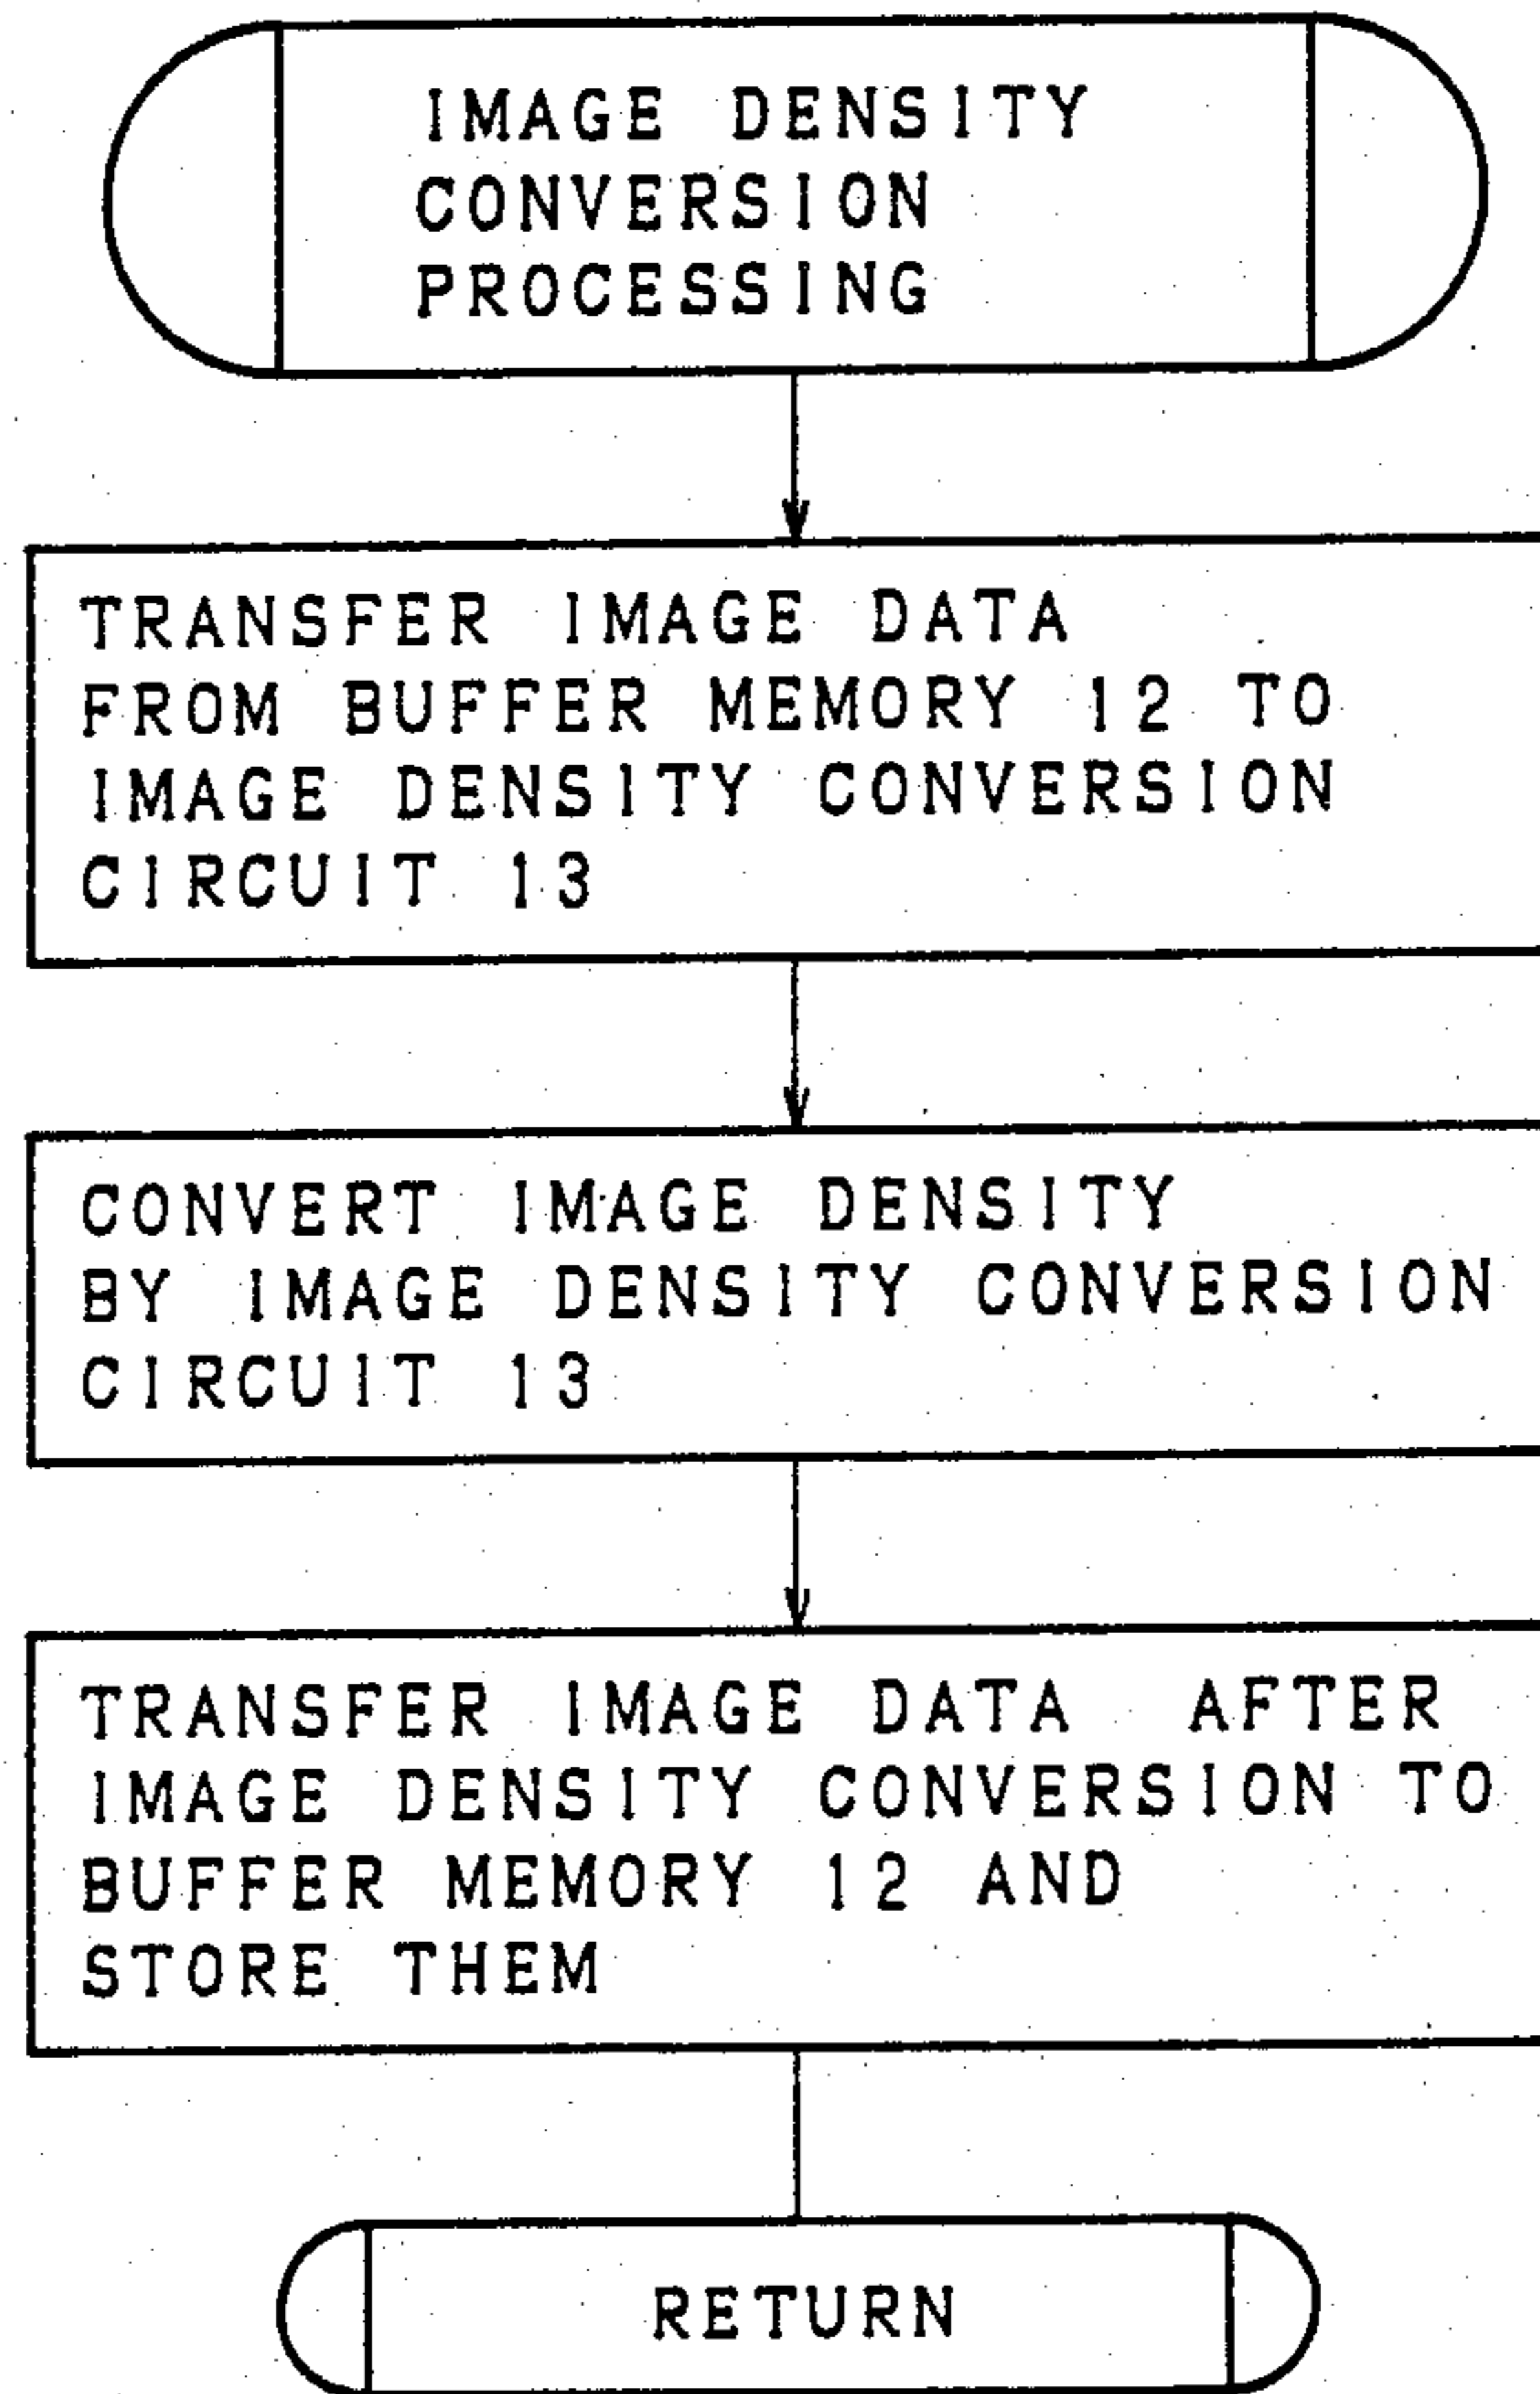 IMAGE DENSITY
CONVERSION
PROCESSING
TRANSFER IMAGE DATA
FROM BUFFER MEMORY 12 TO
IMAGE DENSITY CONVERSION
CIRCUIT 13
CONVERT IMAGE DENSITY
BY IMAGE DENSITY CONVERSION
CIRCUIT 13
TRANSFER IMAGE DATA AFTER
IMAGE DENSITY CONVERSION TO
BUFFER MEMORY 12 AND
STORE THEM
RETURN